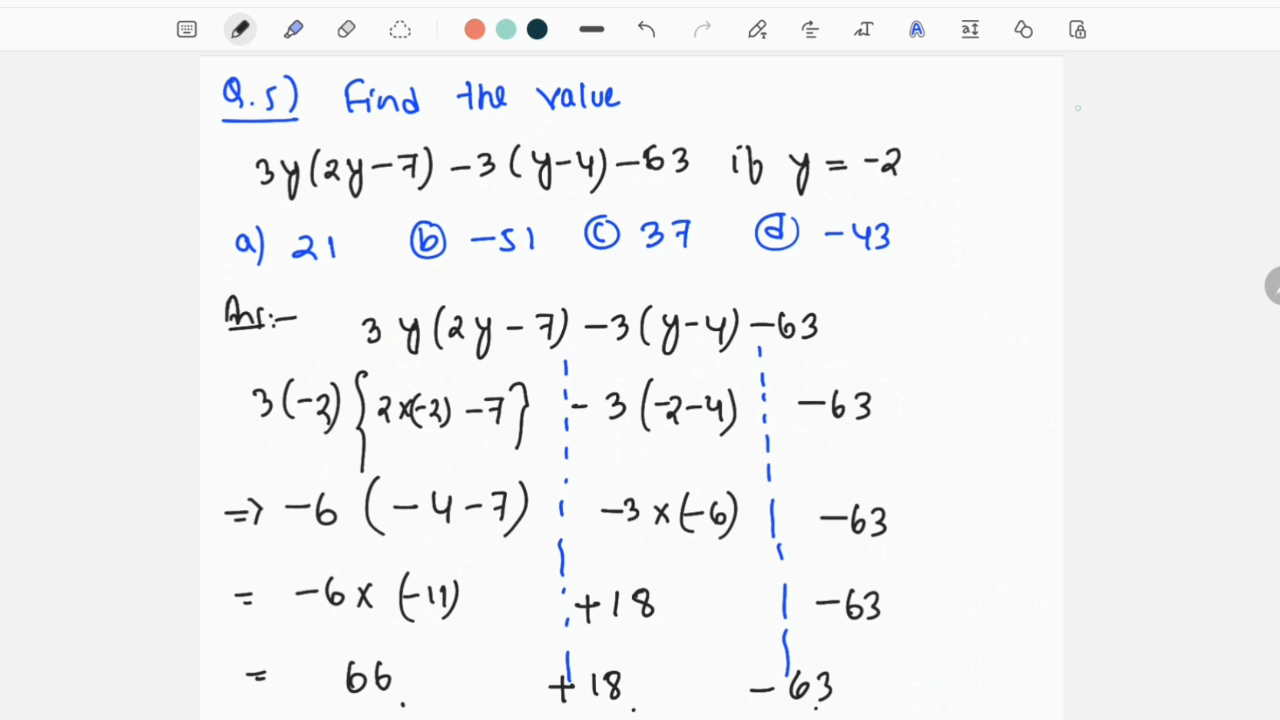 Q.5) Find the value
3y(2y-7) -3(y-4) -63 if y = -2
a) 21 ⓑ -51 ⓒ 37 ⓓ -43
Ans:- 3y(2y-7) -3(y-4) -63
3(-2){2×(-2) -7} - 3(-2-4) -63
=> -6 (-4-7) -3×(-6) -63
= -6× (-11) +18 -63
= 66 +18 -63